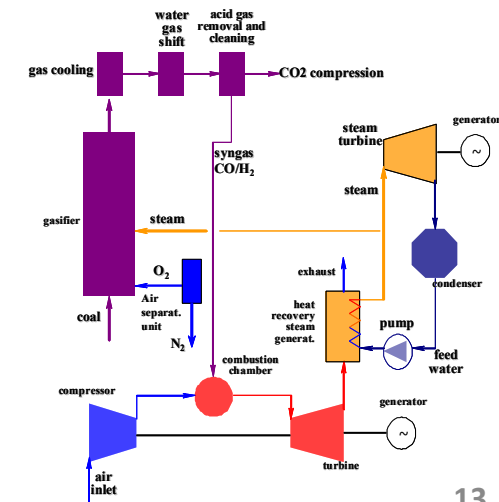 water
gas
shift
acid gas
removal and
cleaning
gas cooling
CO2 compression
generator
~
steam
turbine
syngas
CO/H2
steam
gasifier
steam
O2
exhaust
condenser
Air
separat.
unit
heat
recovery
steam
generat.
coal
N2
pump
feed
water
combustion
chamber
compressor
generator
~
turbine
air
inlet
13